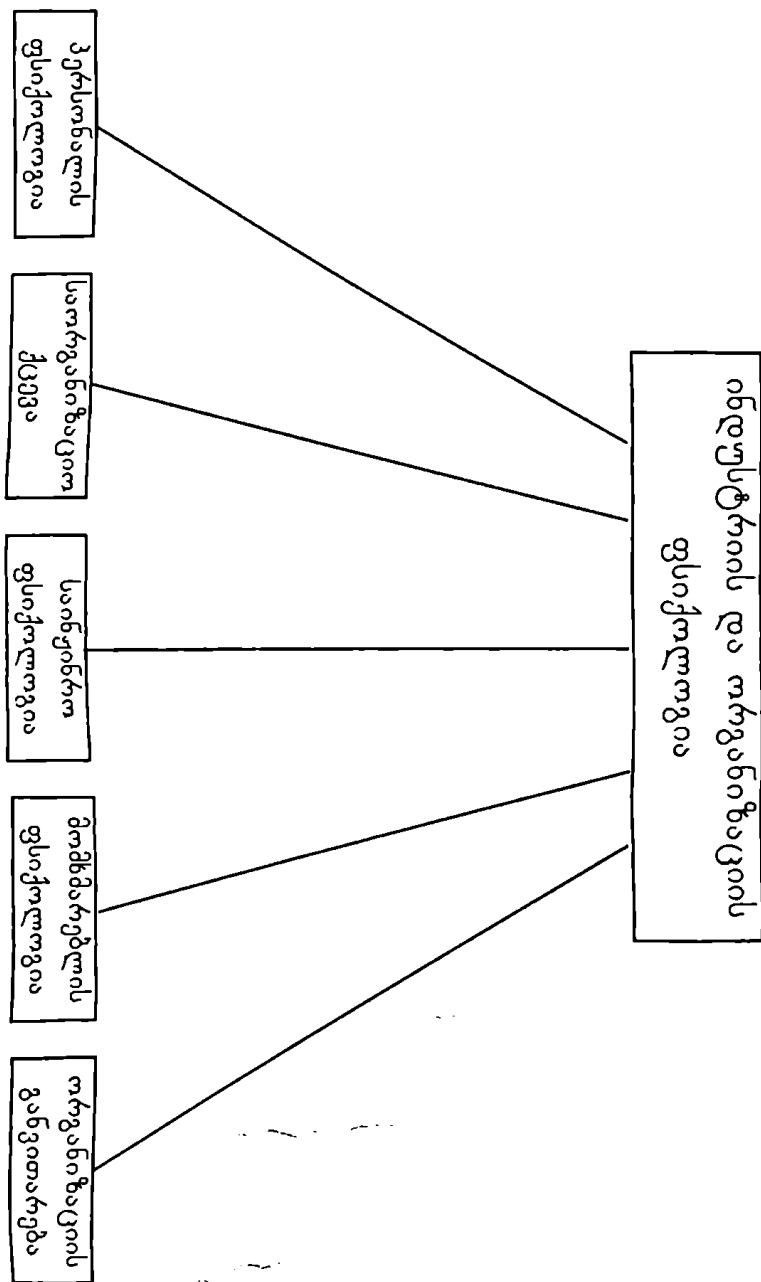 ინდუსტრიის და ორგანიზაციის
ფსიქოლოგია
პერსონალის
ფსიქოლოგია
საორგანიზაციო
ქცევა
საინჟინრო
ფსიქოლოგია
მომხმარებლის
ფსიქოლოგია
ორგანიზაციის
განვითარება